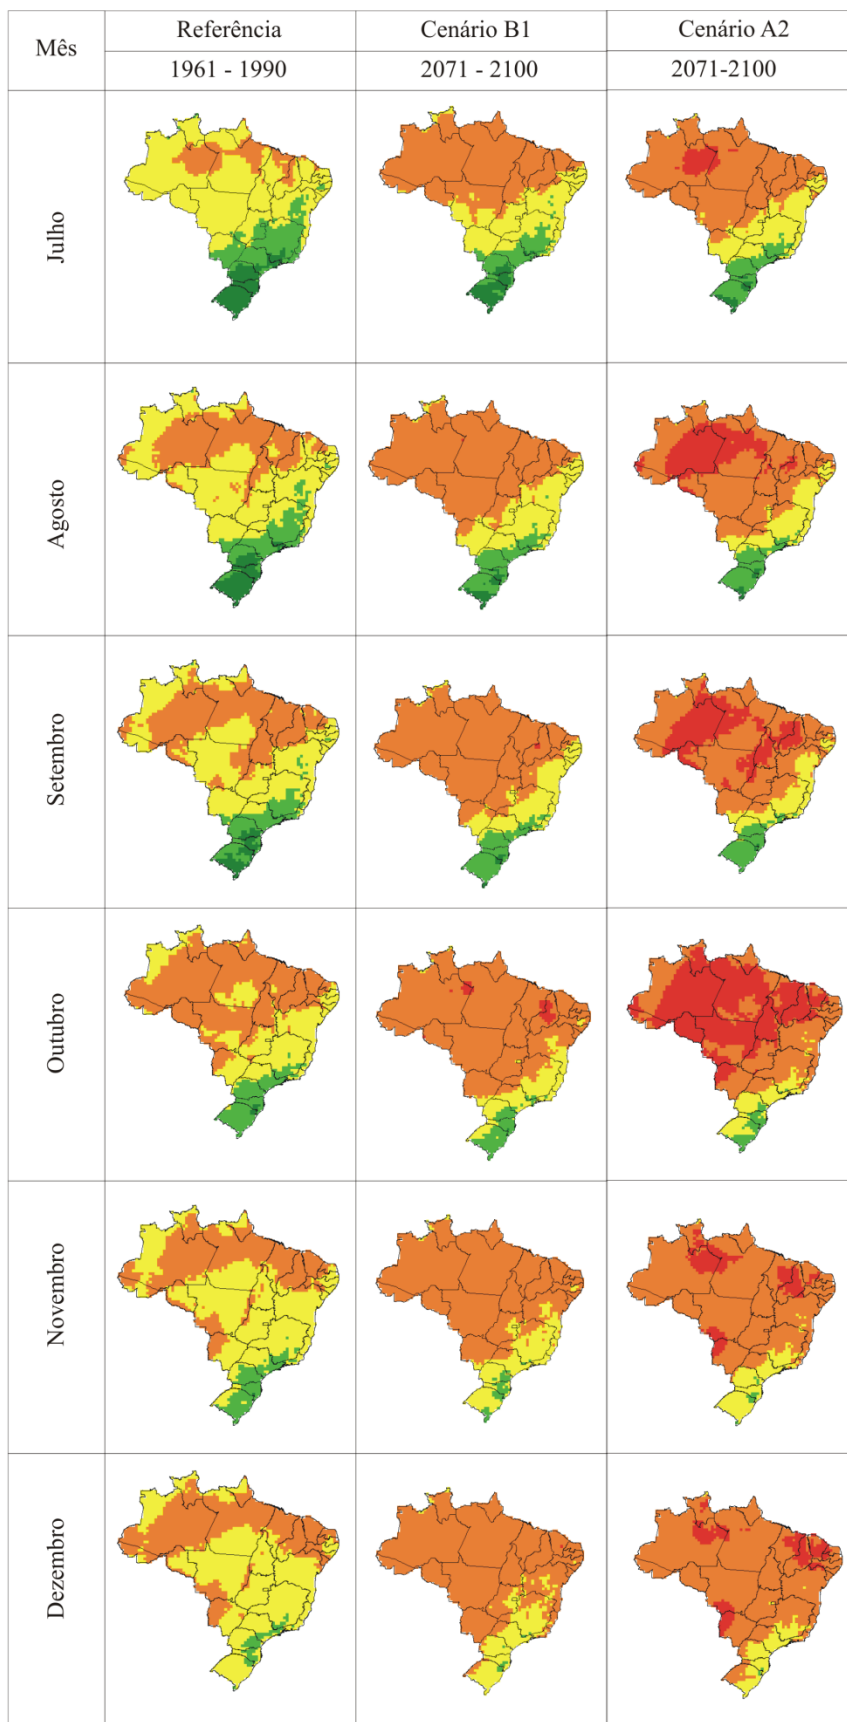 Mês
Referência
Cenário B1
Cenário A2
1961 - 1990
2071 - 2100
2071-2100
Julho
Agosto
Setembro
Outubro
Novembro
Dezembro